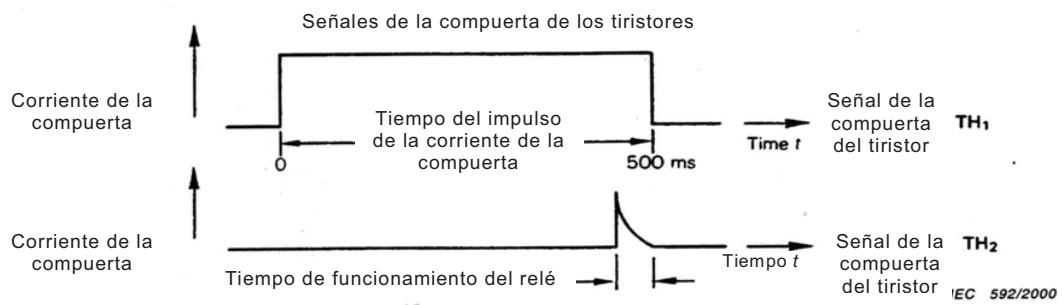 Señales de la compuerta de los tiristores
Corriente de la
compuerta
Tiempo del impulso
de la corriente de la
compuerta
0
500 ms
Time t
Señal de la
compuerta
del tiristor
TH₁
Corriente de la
compuerta
Tiempo de funcionamiento del relé
Tiempo t
Señal de la
compuerta
del tiristor
TH₂
IEC 592/2000